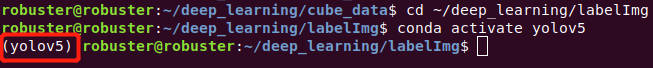 robuster@robuster:~/deep_learning/cube_data$ cd ~/deep_learning/labelImg
robuster@robuster:~/deep_learning/labelImg$ conda activate yolov5
(yolov5) robuster@robuster:~/deep_learning/labelImg$